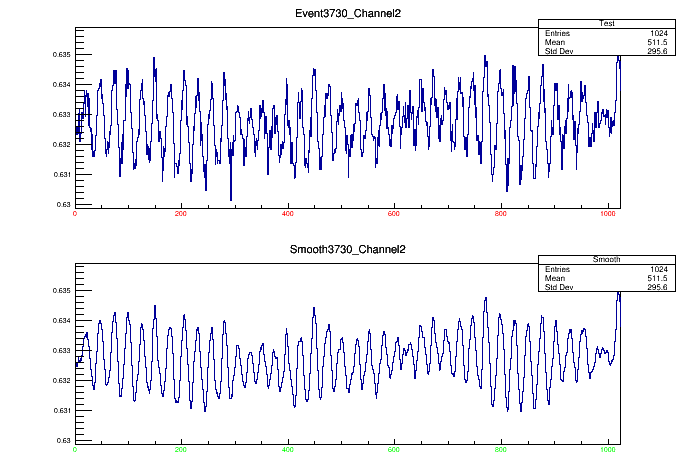 Event3730_Channel2
Test
Entries 1024
Mean 511.5
Std Dev 295.6
0.635
0.634
0.633
0.632
0.631
0.63
0 200 400 600 800 1000
Smooth3730_Channel2
Smooth
Entries 1024
Mean 511.5
Std Dev 295.6
0.635
0.634
0.633
0.632
0.631
0.63
0 200 400 600 800 1000